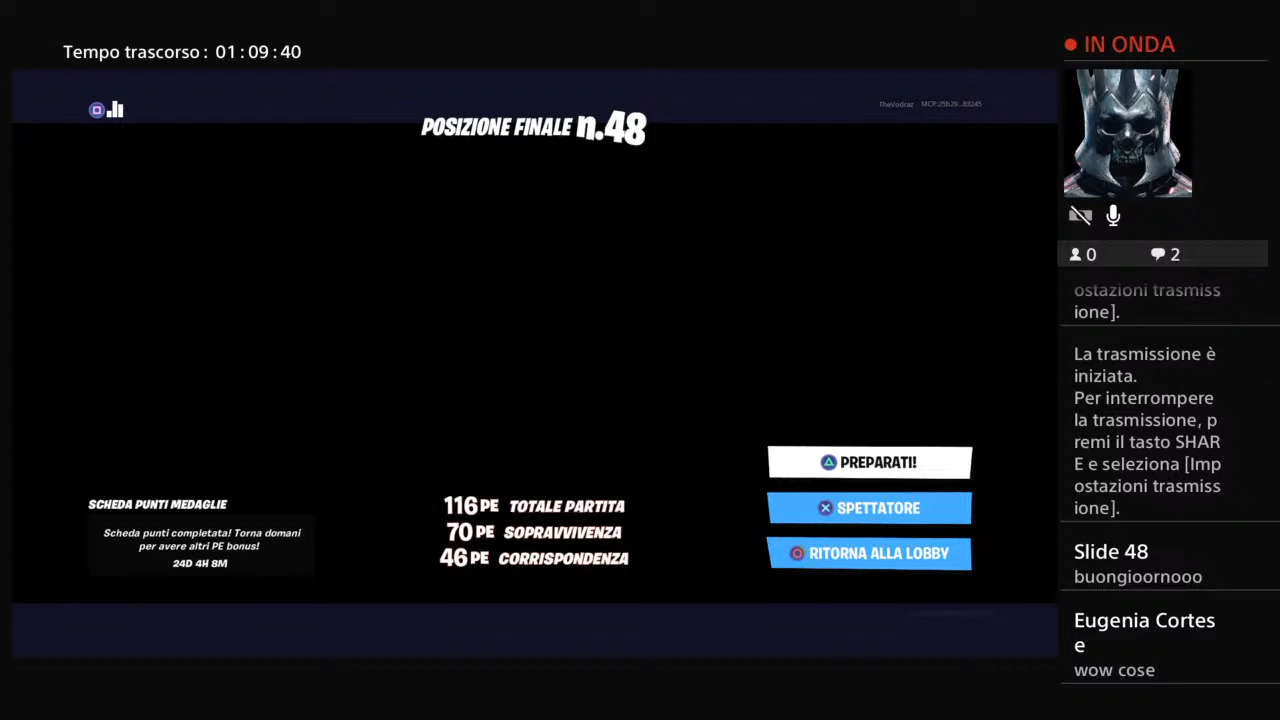 Tempo trascorso : 01 : 09 : 40
IN ONDA
TheVodraz
POSIZIONE FINALE n.48
0
2
ostazioni trasmiss
ione].
La trasmissione è
iniziata.
Per interrompere
la trasmissione, p
remi il tasto SHAR
E e seleziona [Imp
ostazioni trasmiss
ione].
Slide 48
buongioornooo
Eugenia Cortes
e
wow cose
SCHEDA PUNTI MEDAGLIE
Scheda punti completata! Torna domani
per avere altri PE bonus!
24D 4H 8M
116 PE TOTALE PARTITA
70 PE SOPRAVVIVENZA
46 PE CORRISPONDENZA
PREPARATI!
SPETTATORE
RITORNA ALLA LOBBY